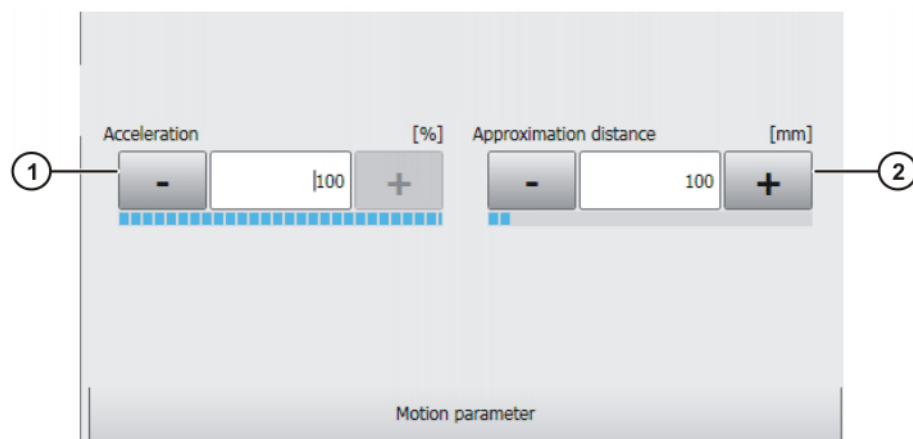 Acceleration [%] Approximation distance [mm]
1 - 100 + - 100 + 2
Motion parameter